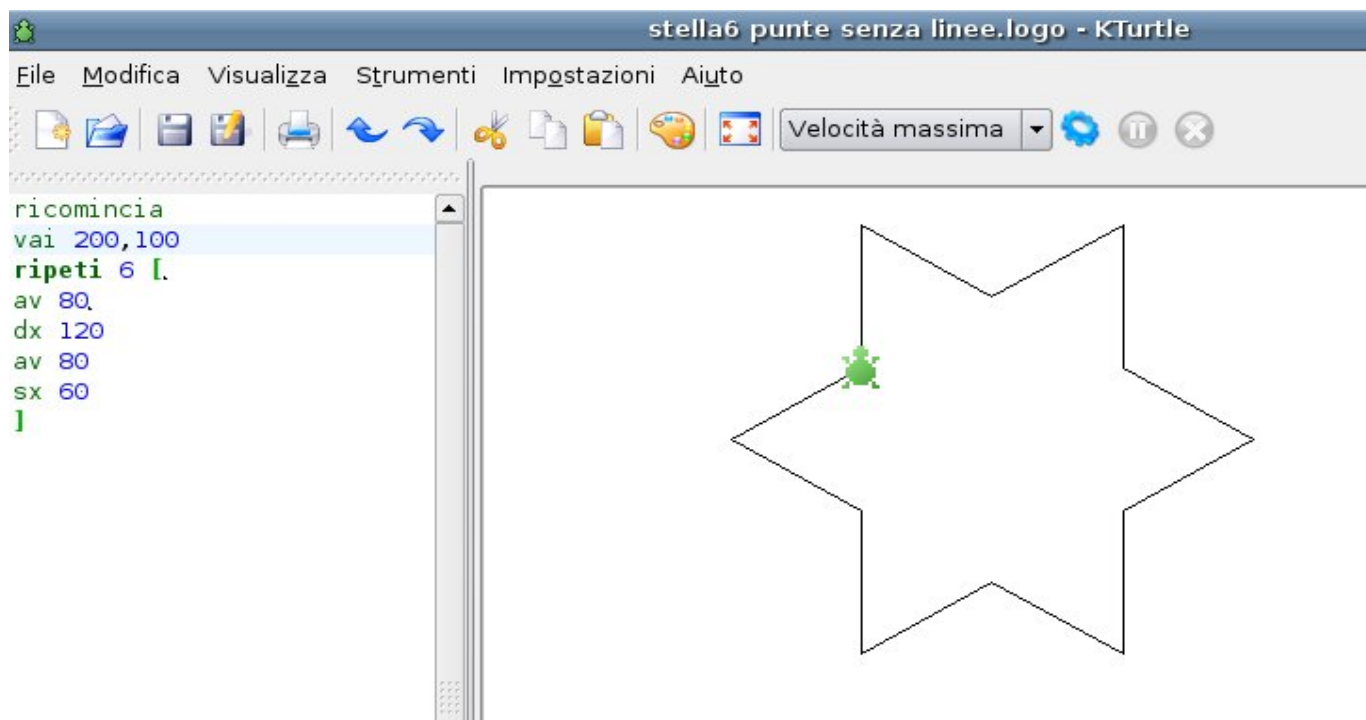 stella6 punte senza linee.logo - KTurtle
File Modifica Visualizza Strumenti Impostazioni Aiuto
Velocità massima
ricomincia
vai 200,100
ripeti 6 [
av 80
dx 120
av 80
sx 60
]